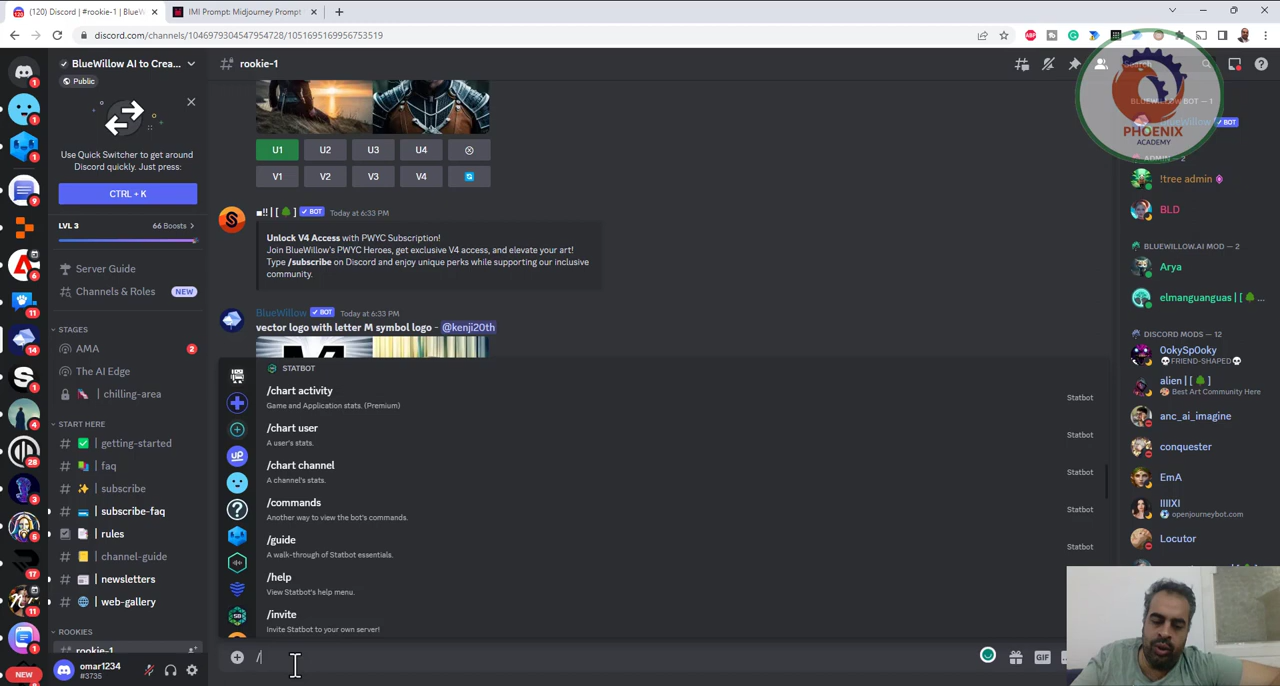 (120) Discord | #rookie-1 | BlueW
IMI Prompt: Midjourney Prompt
discord.com/channels/1046979304547954728/1051695169956753519
BlueWillow AI to Crea...
Public
Use Quick Switcher to get around
Discord quickly. Just press:
CTRL + K
LVL 3
66 Boosts
Server Guide
Channels & Roles
NEW
STAGES
AMA
2
The AI Edge
chilling-area
START HERE
getting-started
faq
subscribe
subscribe-faq
rules
channel-guide
newsletters
web-gallery
ROOKIES
rookie-1
omar1234
#3735
NEW
rookie-1
U1
U2
U3
U4
V1
V2
V3
V4
BOT
Today at 6:33 PM
Unlock V4 Access with PWYC Subscription!
Join BlueWillow's PWYC Heroes, get exclusive V4 access, and elevate your art!
Type /subscribe on Discord and enjoy unique perks while supporting our inclusive
community.
BlueWillow BOT Today at 6:33 PM
vector logo with letter M symbol logo - @kenji20th
STATBOT
/chart activity
Game and Application stats. (Premium)
Statbot
/chart user
A user's stats.
Statbot
/chart channel
A channel's stats.
Statbot
/commands
Another way to view the bot's commands.
Statbot
/guide
A walk-through of Statbot essentials.
Statbot
/help
View Statbot's help menu.
/invite
Invite Statbot to your own server!
/
GIF
Search
PHOENIX
ACADEMY
BLUEWILLOW BOT — 1
BlueWillow BOT
ADMIN — 2
!tree admin
BLD
BLUEWILLOW.AI MOD — 2
Arya
elmanguanguas | [
DISCORD MODS — 12
0okySp0oky
FRIEND-SHAPED
alien | [
Best Art Community Here
anc_ai_imagine
conquester
EmA
IIIIXI
openjourneybot.com
Locutor